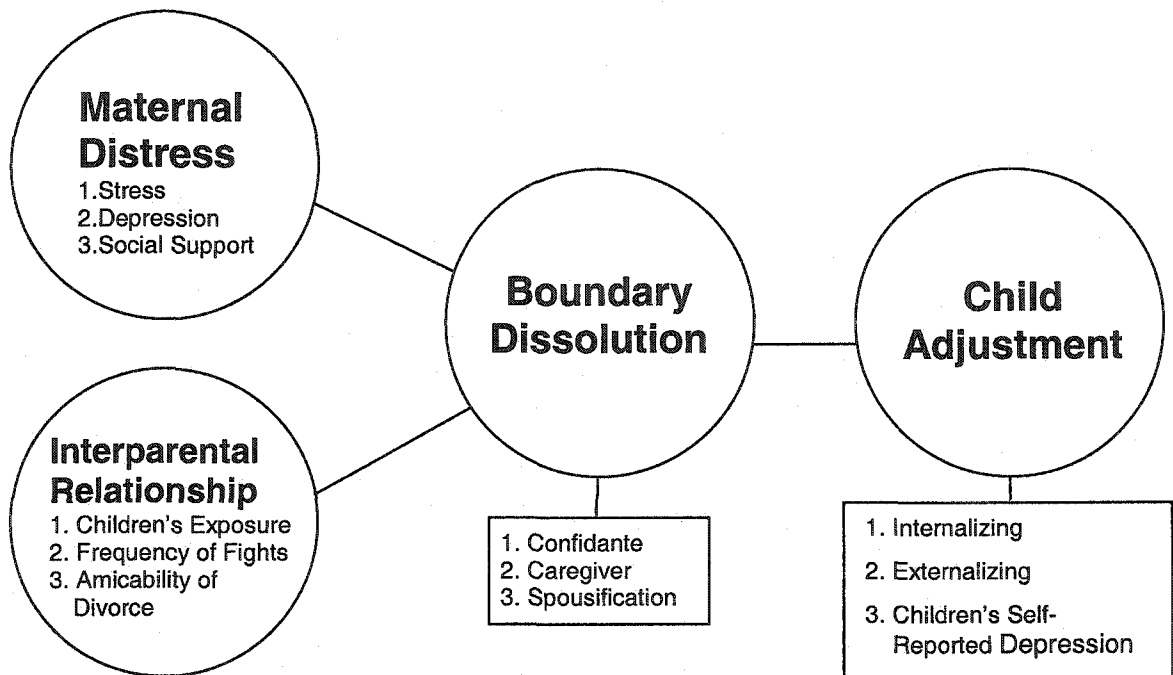 Maternal
Distress
1.Stress
2.Depression
3.Social Support
Interparental
Relationship
1. Children's Exposure
2. Frequency of Fights
3. Amicability of
Divorce
Boundary
Dissolution
1. Confidante
2. Caregiver
3. Spousification
Child
Adjustment
1. Internalizing
2. Externalizing
3. Children's Self-
Reported Depression